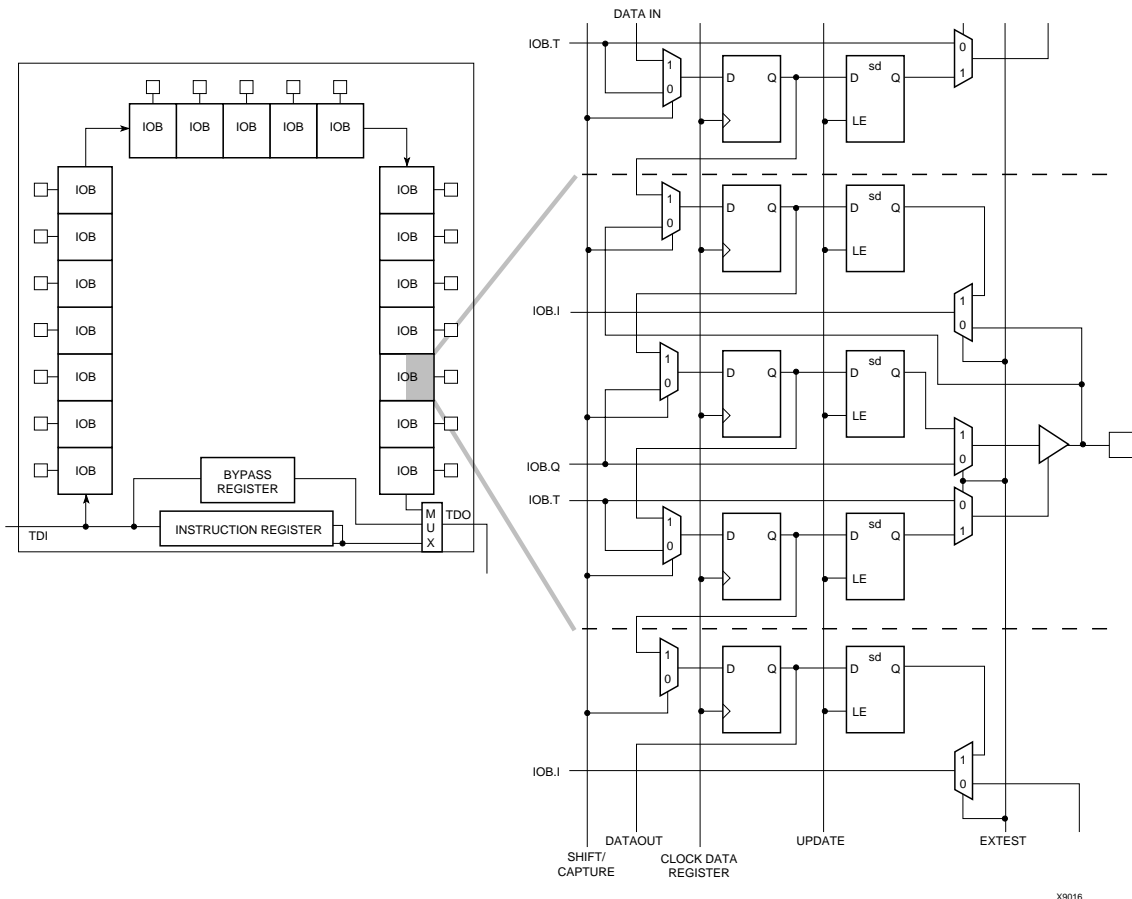 DATA IN
IOB.T
1
0
D Q
sd
D Q
LE
0
1
IOB IOB IOB IOB IOB
IOB
IOB
IOB
IOB
IOB
IOB
IOB
IOB
IOB
IOB
IOB
IOB
IOB
IOB
BYPASS
REGISTER
INSTRUCTION REGISTER
M
U
X
TDO
TDI
1
0
D Q
sd
D Q
LE
1
0
IOB.I
1
0
D Q
sd
D Q
LE
1
0
IOB.Q
IOB.T
0
1
1
0
D Q
sd
D Q
LE
1
0
D Q
sd
D Q
LE
1
0
IOB.I
DATAOUT
UPDATE
EXTEST
SHIFT/
CAPTURE
CLOCK DATA
REGISTER
X9016